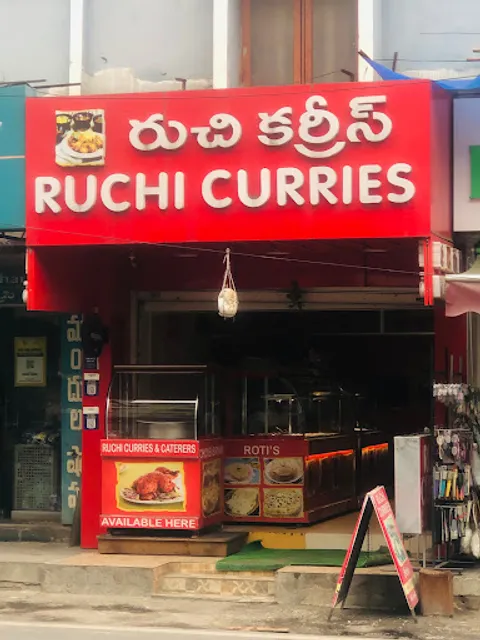 రుచి కర్రీస్
RUCHI CURRIES
RUCHI CURRIES & CATERERS
AVAILABLE HERE
ROTI'S